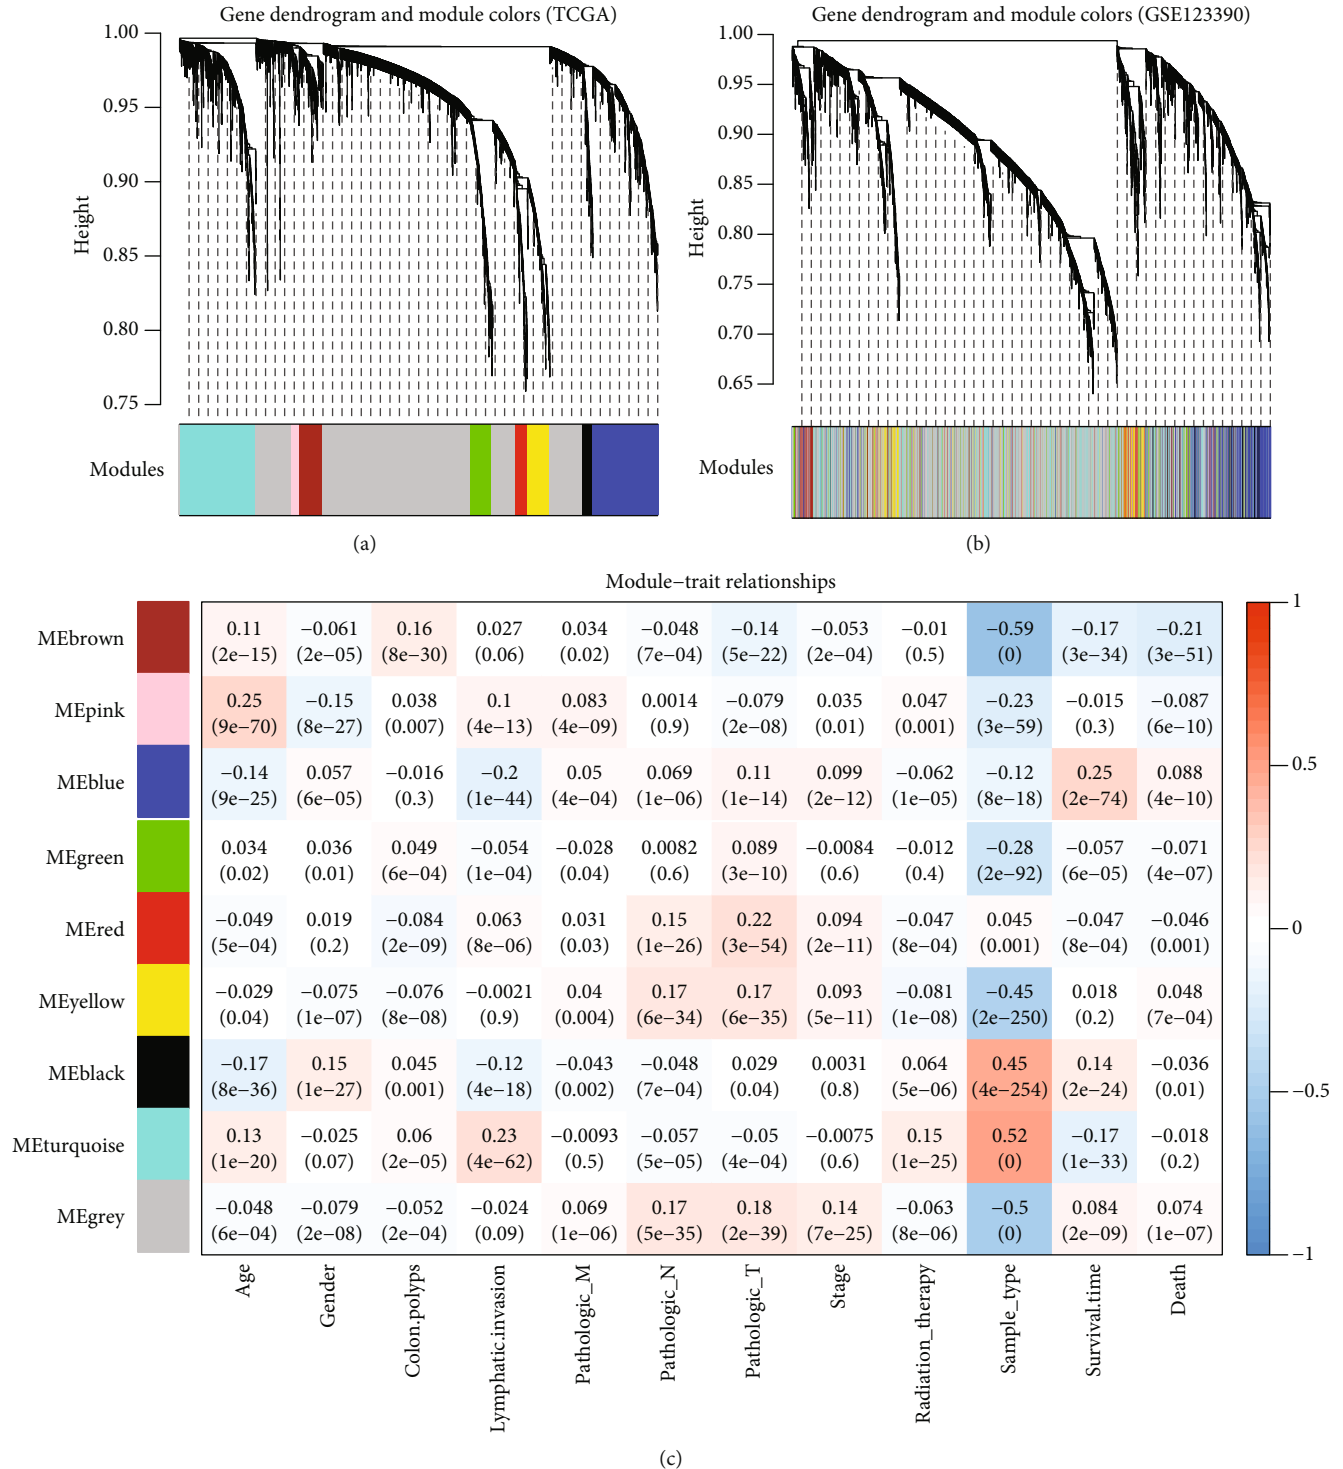 Gene dendrogram and module colors (TCGA)
1.00
0.95
0.90
0.85
0.80
0.75
Height
Modules
(a)
Gene dendrogram and module colors (GSE123390)
1.00
0.95
0.90
0.85
0.80
0.75
0.70
0.65
Height
Modules
(b)
Module−trait relationships
MEbrown 0.11 −0.061 0.16 0.027 0.034 −0.048 −0.14 −0.053 −0.01 −0.59 −0.17 −0.21
(2e−15) (2e−05) (8e−30) (0.06) (0.02) (7e−04) (5e−22) (2e−04) (0.5) (0) (3e−34) (3e−51)
MEpink 0.25 −0.15 0.038 0.1 0.083 0.0014 −0.079 0.035 0.047 −0.23 −0.015 −0.087
(9e−70) (8e−27) (0.007) (4e−13) (4e−09) (0.9) (2e−08) (0.01) (0.001) (3e−59) (0.3) (6e−10)
MEblue −0.14 0.057 −0.016 −0.2 0.05 0.069 0.11 0.099 −0.062 −0.12 0.25 0.088
(9e−25) (6e−05) (0.3) (1e−44) (4e−04) (1e−06) (1e−14) (2e−12) (1e−05) (8e−18) (2e−74) (4e−10)
MEgreen 0.034 0.036 0.049 −0.054 −0.028 0.0082 0.089 −0.0084 −0.012 −0.28 −0.057 −0.071
(0.02) (0.01) (6e−04) (1e−04) (0.04) (0.6) (3e−10) (0.6) (0.4) (2e−92) (6e−05) (4e−07)
MEred −0.049 0.019 −0.084 0.063 0.031 0.15 0.22 0.094 −0.047 0.045 −0.047 −0.046
(5e−04) (0.2) (2e−09) (8e−06) (0.03) (1e−26) (3e−54) (2e−11) (8e−04) (0.001) (8e−04) (0.001)
MEyellow −0.029 −0.075 −0.076 −0.0021 0.04 0.17 0.17 0.093 −0.081 −0.45 0.018 0.048
(0.04) (1e−07) (8e−08) (0.9) (0.004) (6e−34) (6e−35) (5e−11) (1e−08) (2e−250) (0.2) (7e−04)
MEblack −0.17 0.15 0.045 −0.12 −0.043 −0.048 0.029 0.0031 0.064 0.45 0.14 −0.036
(8e−36) (1e−27) (0.001) (4e−18) (0.002) (7e−04) (0.04) (0.8) (5e−06) (4e−254) (2e−24) (0.01)
MEturquoise 0.13 −0.025 0.06 0.23 −0.0093 −0.057 −0.05 −0.0075 0.15 0.52 −0.17 −0.018
(1e−20) (0.07) (2e−05) (4e−62) (0.5) (5e−05) (4e−04) (0.6) (1e−25) (0) (1e−33) (0.2)
MEgrey −0.048 −0.079 −0.052 −0.024 0.069 0.17 0.18 0.14 −0.063 −0.5 0.084 0.074
(6e−04) (2e−08) (2e−04) (0.09) (1e−06) (5e−35) (2e−39) (7e−25) (8e−06) (0) (2e−09) (1e−07)
Age
Gender
Colon.polyps
Lymphatic.invasion
Pathologic_M
Pathologic_N
Pathologic_T
Stage
Radiation_therapy
Sample_type
Survival.time
Death
1
0.5
0
−0.5
−1
(c)